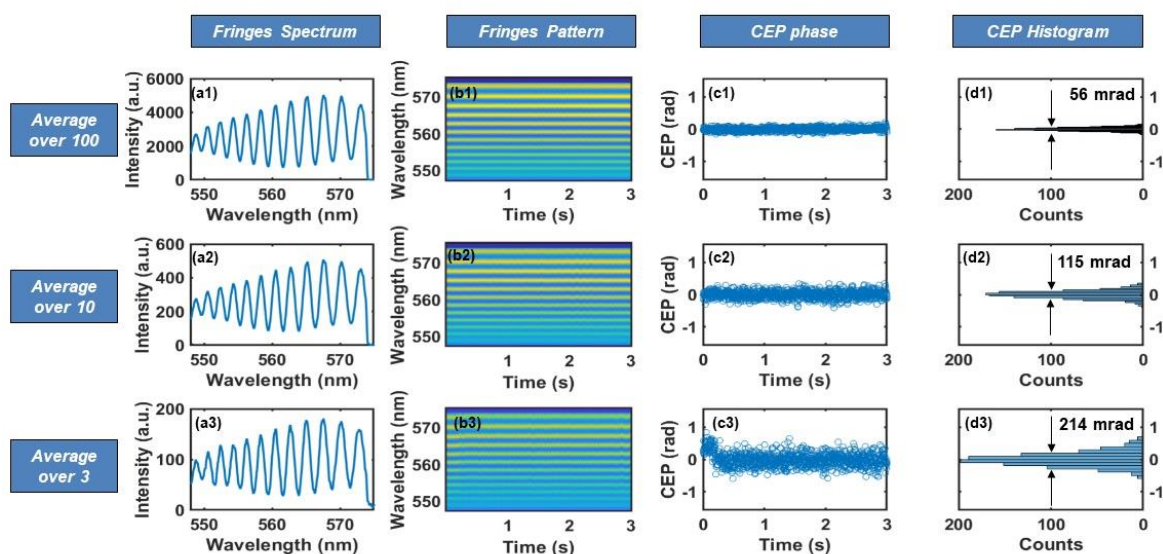 Fringes Spectrum
Fringes Pattern
CEP phase
CEP Histogram
Average
over 100
(a1)
Intensity (a.u.)
6000
4000
2000
0
550
560
570
Wavelength (nm)
(b1)
Wavelength (nm)
570
560
550
1
2
3
Time (s)
(c1)
CEP (rad)
1
0
-1
0
1
2
3
Time (s)
(d1)
56 mrad
1
0
-1
200
100
0
Counts
Average
over 10
(a2)
Intensity (a.u.)
600
400
200
0
550
560
570
Wavelength (nm)
(b2)
Wavelength (nm)
570
560
550
1
2
3
Time (s)
(c2)
CEP (rad)
1
0
-1
0
1
2
3
Time (s)
(d2)
115 mrad
1
0
-1
200
100
0
Counts
Average
over 3
(a3)
Intensity (a.u.)
200
100
0
550
560
570
Wavelength (nm)
(b3)
Wavelength (nm)
570
560
550
1
2
3
Time (s)
(c3)
CEP (rad)
1
0
-1
0
1
2
3
Time (s)
(d3)
214 mrad
1
0
-1
200
100
0
Counts